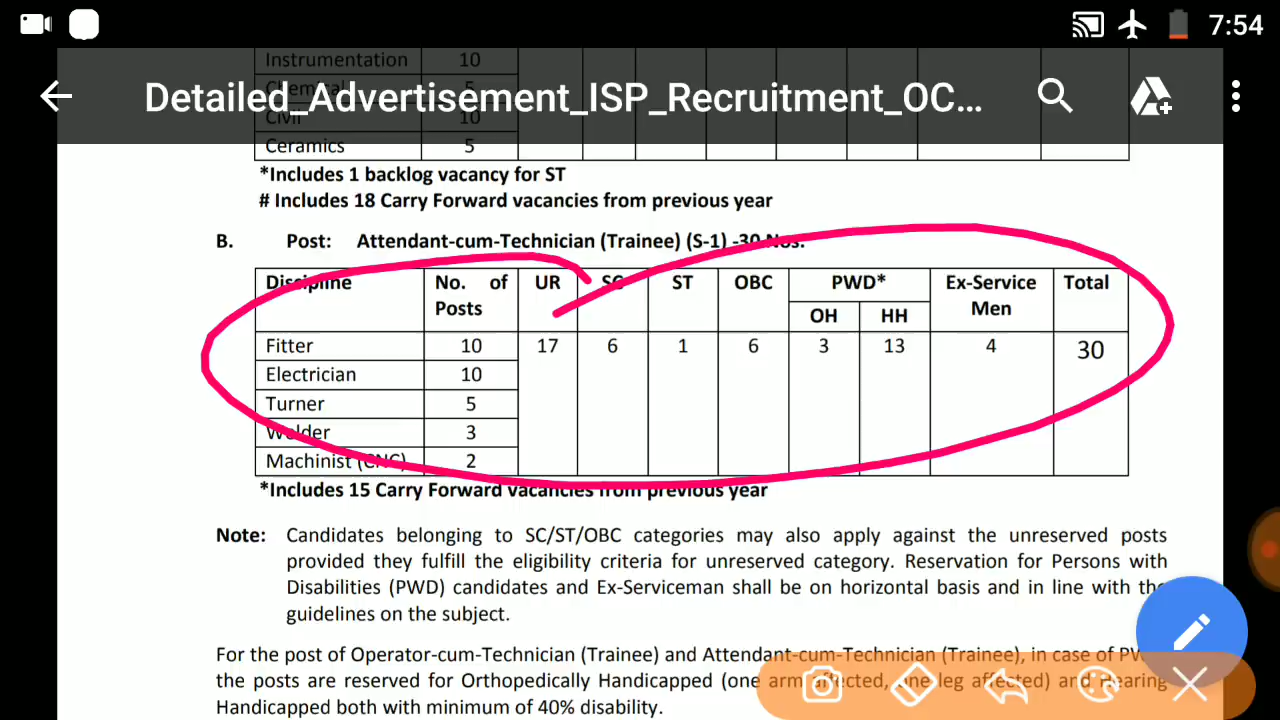 7:54
Detailed_Advertisement_ISP_Recruitment_OC...
Instrumentation 10
Chemical 5
Civil 10
Ceramics 5
*Includes 1 backlog vacancy for ST
# Includes 18 Carry Forward vacancies from previous year
B. Post: Attendant-cum-Technician (Trainee) (S-1) -30 Nos.
Discipline No. of Posts UR SC ST OBC PWD* Ex-Service Men Total
OH HH
Fitter 10 17 6 1 6 3 13 4 30
Electrician 10
Turner 5
Welder 3
Machinist (CNC) 2
*Includes 15 Carry Forward vacancies from previous year
Note: Candidates belonging to SC/ST/OBC categories may also apply against the unreserved posts
provided they fulfill the eligibility criteria for unreserved category. Reservation for Persons with
Disabilities (PWD) candidates and Ex-Serviceman shall be on horizontal basis and in line with the
guidelines on the subject.
For the post of Operator-cum-Technician (Trainee) and Attendant-cum-Technician (Trainee), in case of
the posts are reserved for Orthopedically Handicapped (one arm affected, one leg affected) and Hearing
Handicapped both with minimum of 40% disability.